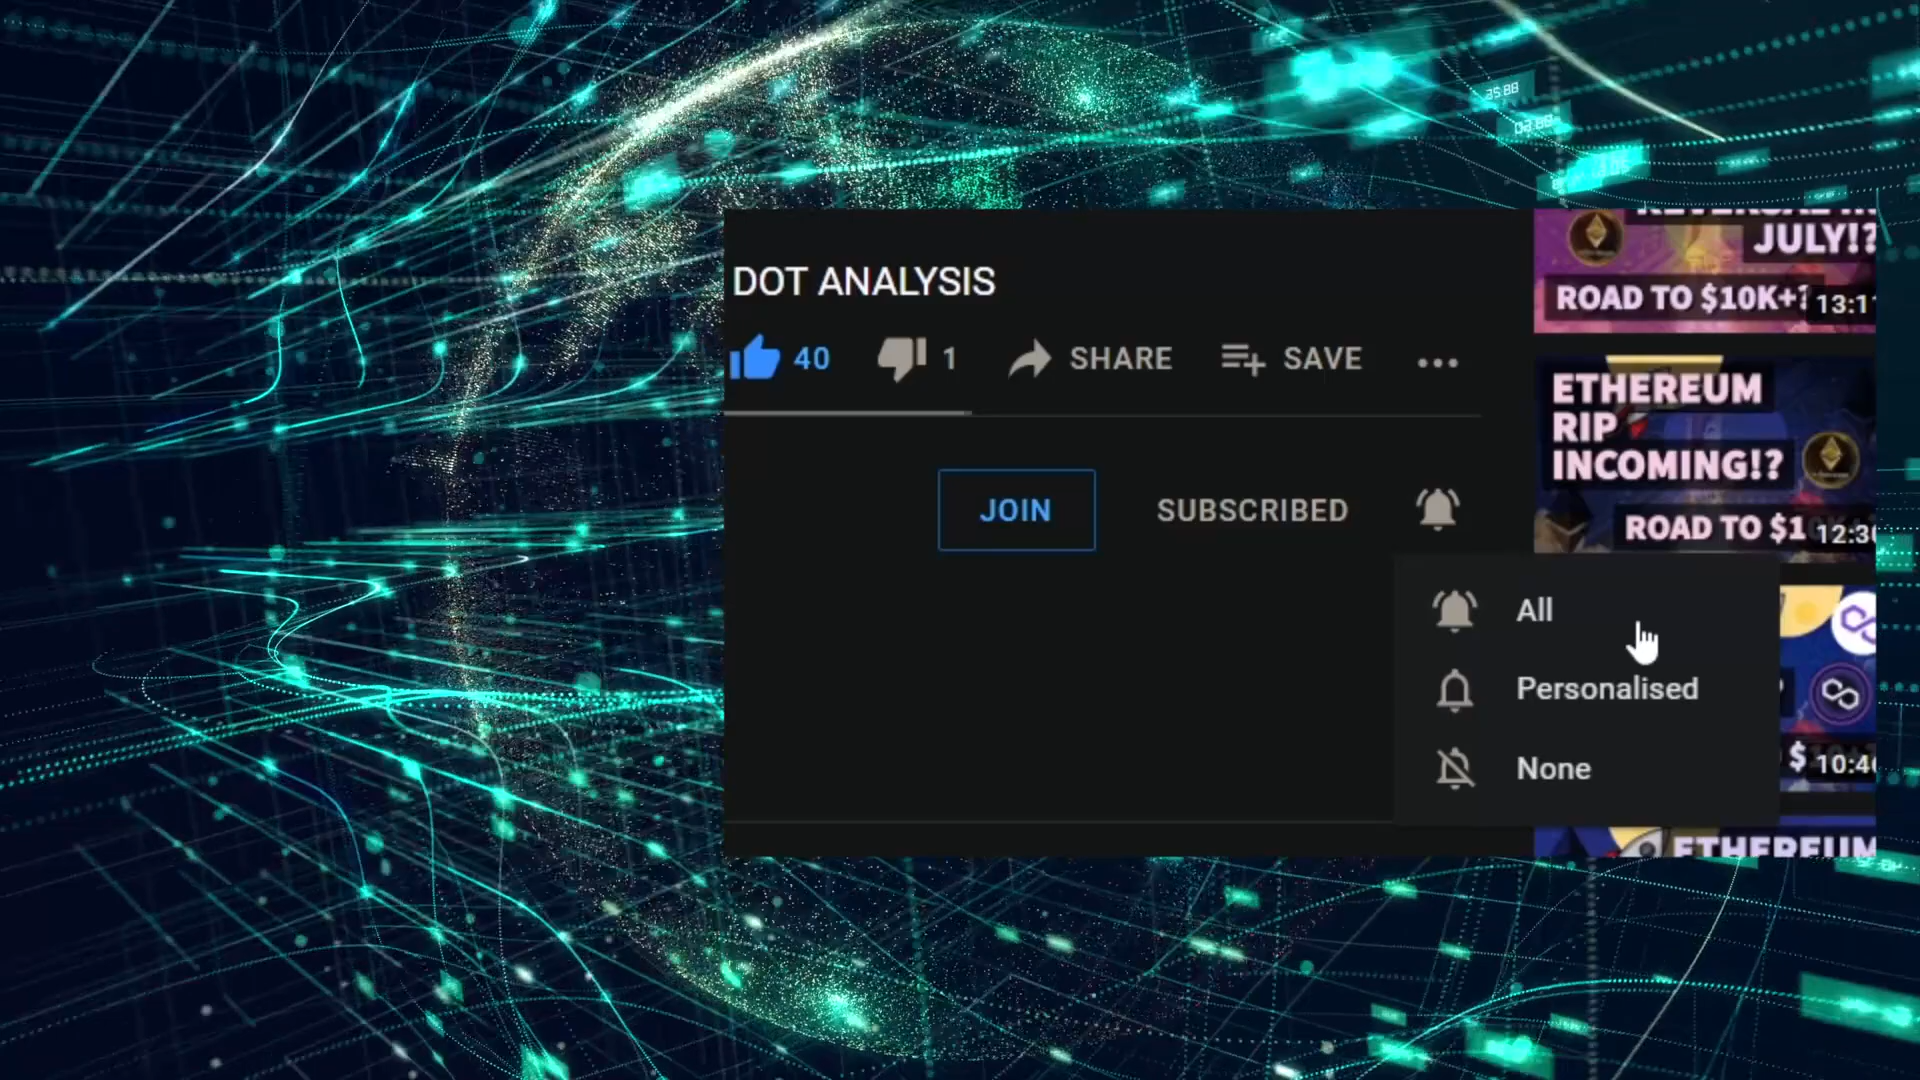 DOT ANALYSIS
40
1
SHARE
SAVE
JOIN
SUBSCRIBED
All
Personalised
None
JULY!?
ROAD TO $10K+?
ETHEREUM
RIP
INCOMING!?
ROAD TO $1
$
ETHEREUM